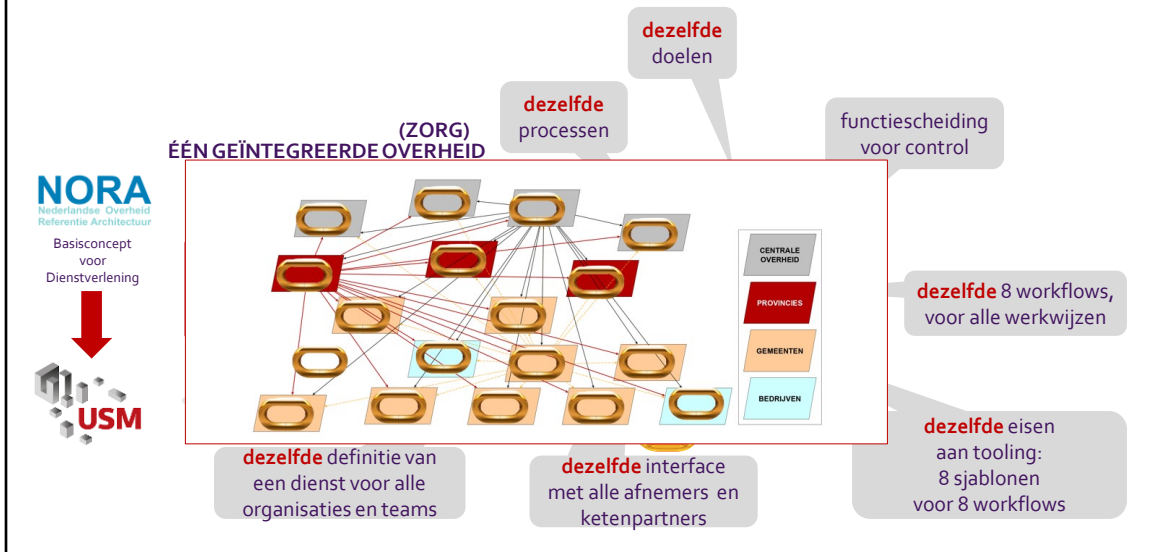 dezelfde
doelen
dezelfde
processen
functiescheiding
voor control
(ZORG)
ÉÉN GEÏNTEGREERDE OVERHEID
NORA
Nederlandse Overheid
Referentie Architectuur
Basisconcept
voor
Dienstverlening
USM
CENTRALE
OVERHEID
PROVINCIES
GEMEENTEN
BEDRIJVEN
dezelfde 8 workflows,
voor alle werkwijzen
dezelfde eisen
aan tooling:
8 sjablonen
voor 8 workflows
dezelfde definitie van
een dienst voor alle
organisaties en teams
dezelfde interface
met alle afnemers en
ketenpartners